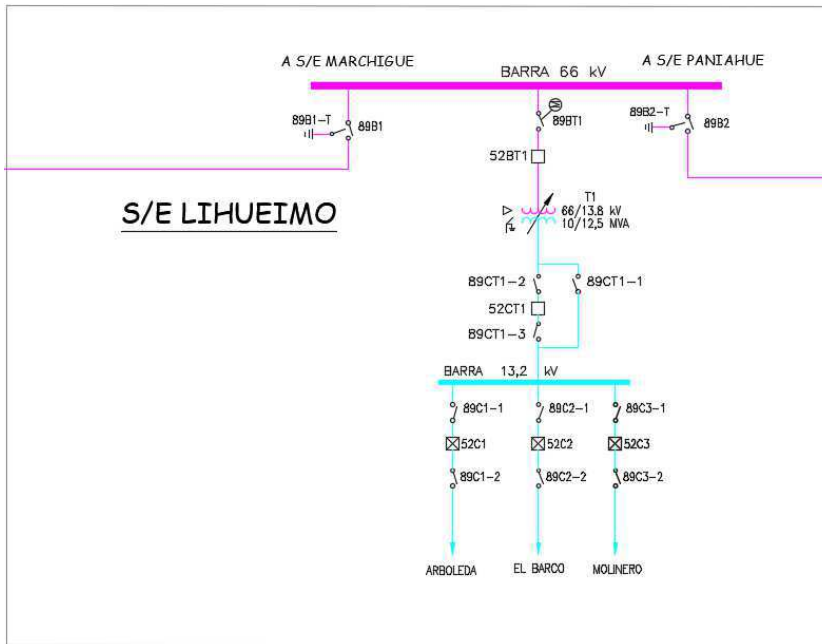 A S/E MARCHIGUE
A S/E PANIAHUE
BARRA 66 kV
89B1-T
89B1
M
89BT1
89B2-T
89B2
52BT1
S/E LIHUEIMO
T1
66/13.8 kV
10/12,5 MVA
89CT1-2
89CT1-1
52CT1
89CT1-3
BARRA 13,2 kV
89C1-1
89C2-1
89C3-1
52C1
52C2
52C3
89C1-2
89C2-2
89C3-2
ARBOLEDA
EL BARCO
MOLINERO